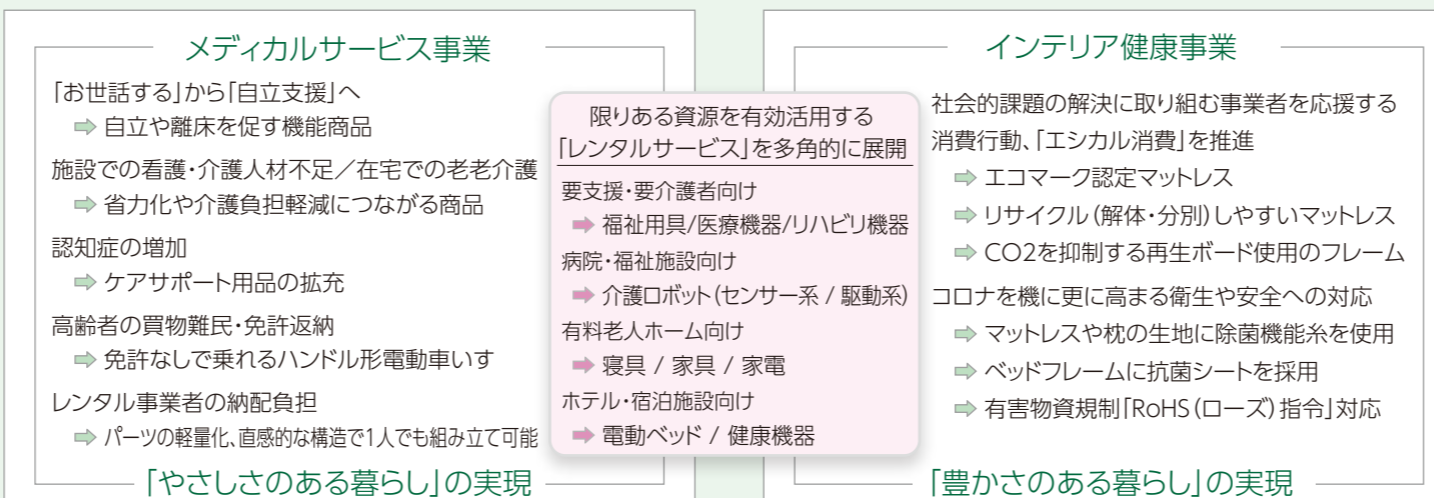 メディカルサービス事業
「お世話する」から「自立支援」へ
⇨ 自立や離床を促す機能商品
施設での看護・介護人材不足／在宅での老老介護
⇨ 省力化や介護負担軽減につながる商品
認知症の増加
⇨ ケアサポート用品の拡充
高齢者の買物難民・免許返納
⇨ 免許なしで乗れるハンドル形電動車いす
レンタル事業者の納配負担
⇨ パーツの軽量化、直感的な構造で1人でも組み立て可能
「やさしさのある暮らし」の実現
限りある資源を有効活用する
「レンタルサービス」を多角的に展開
要支援・要介護者向け
➡ 福祉用具/医療機器/リハビリ機器
病院・福祉施設向け
➡ 介護ロボット(センサー系 / 駆動系)
有料老人ホーム向け
➡ 寝具 / 家具 / 家電
ホテル・宿泊施設向け
➡ 電動ベッド / 健康機器
インテリア健康事業
社会的課題の解決に取り組む事業者を応援する
消費行動、「エシカル消費」を推進
⇨ エコマーク認定マットレス
⇨ リサイクル(解体・分別)しやすいマットレス
⇨ CO2を抑制する再生ボード使用のフレーム
コロナを機に更に高まる衛生や安全への対応
⇨ マットレスや枕の生地に除菌機能糸を使用
⇨ ベッドフレームに抗菌シートを採用
⇨ 有害物資規制「RoHS(ローズ)指令」対応
「豊かさのある暮らし」の実現